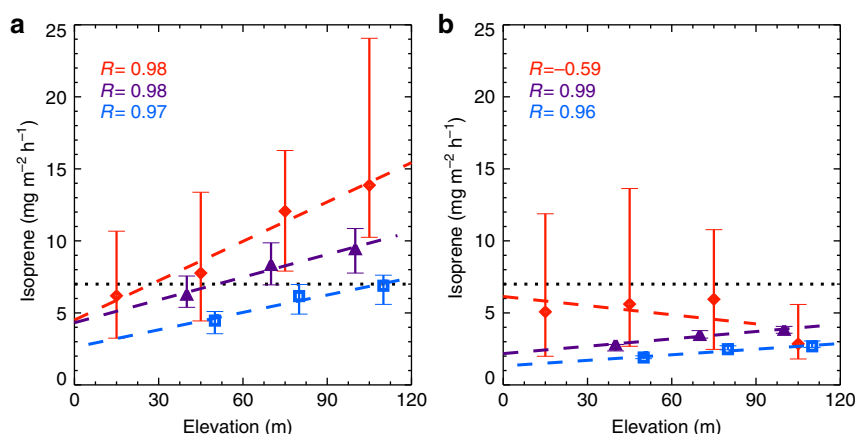 a
R= 0.98
R= 0.98
R= 0.97
Isoprene (mg m⁻² h⁻¹)
25
20
15
10
5
0
0 30 60 90 120
Elevation (m)
b
R=–0.59
R= 0.99
R= 0.96
Isoprene (mg m⁻² h⁻¹)
25
20
15
10
5
0
0 30 60 90 120
Elevation (m)